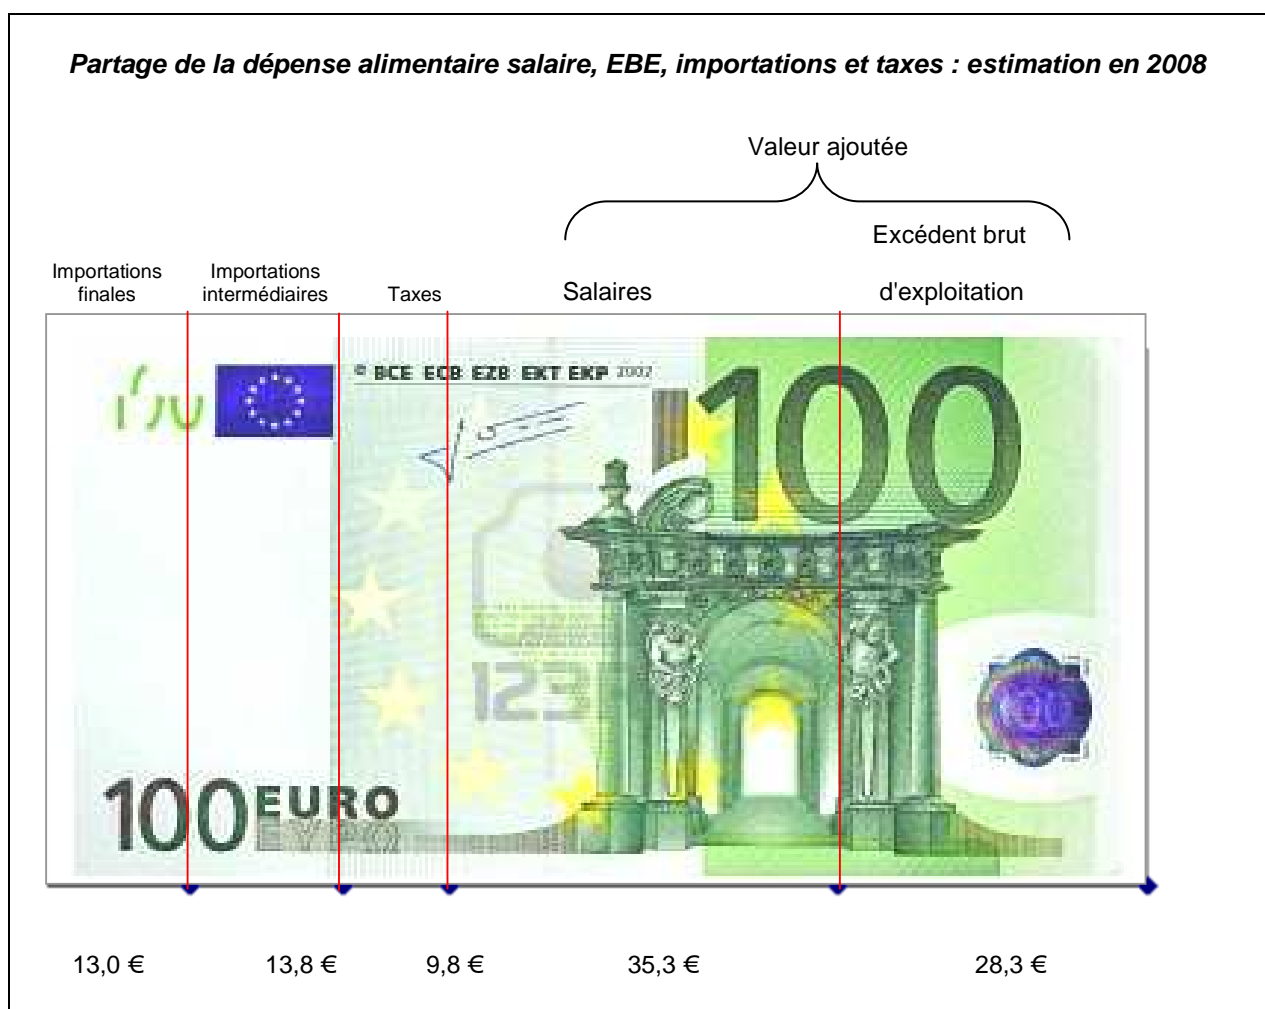 Partage de la dépense alimentaire salaire, EBE, importations et taxes : estimation en 2008
Valeur ajoutée
Excédent brut
d'exploitation
Importations
finales
Importations
intermédiaires
Taxes
Salaires
© BCE ECB EZB EKT EKP 2002
100
123
100 EURO
ΕΥΡΩ
13,0 €
13,8 €
9,8 €
35,3 €
28,3 €